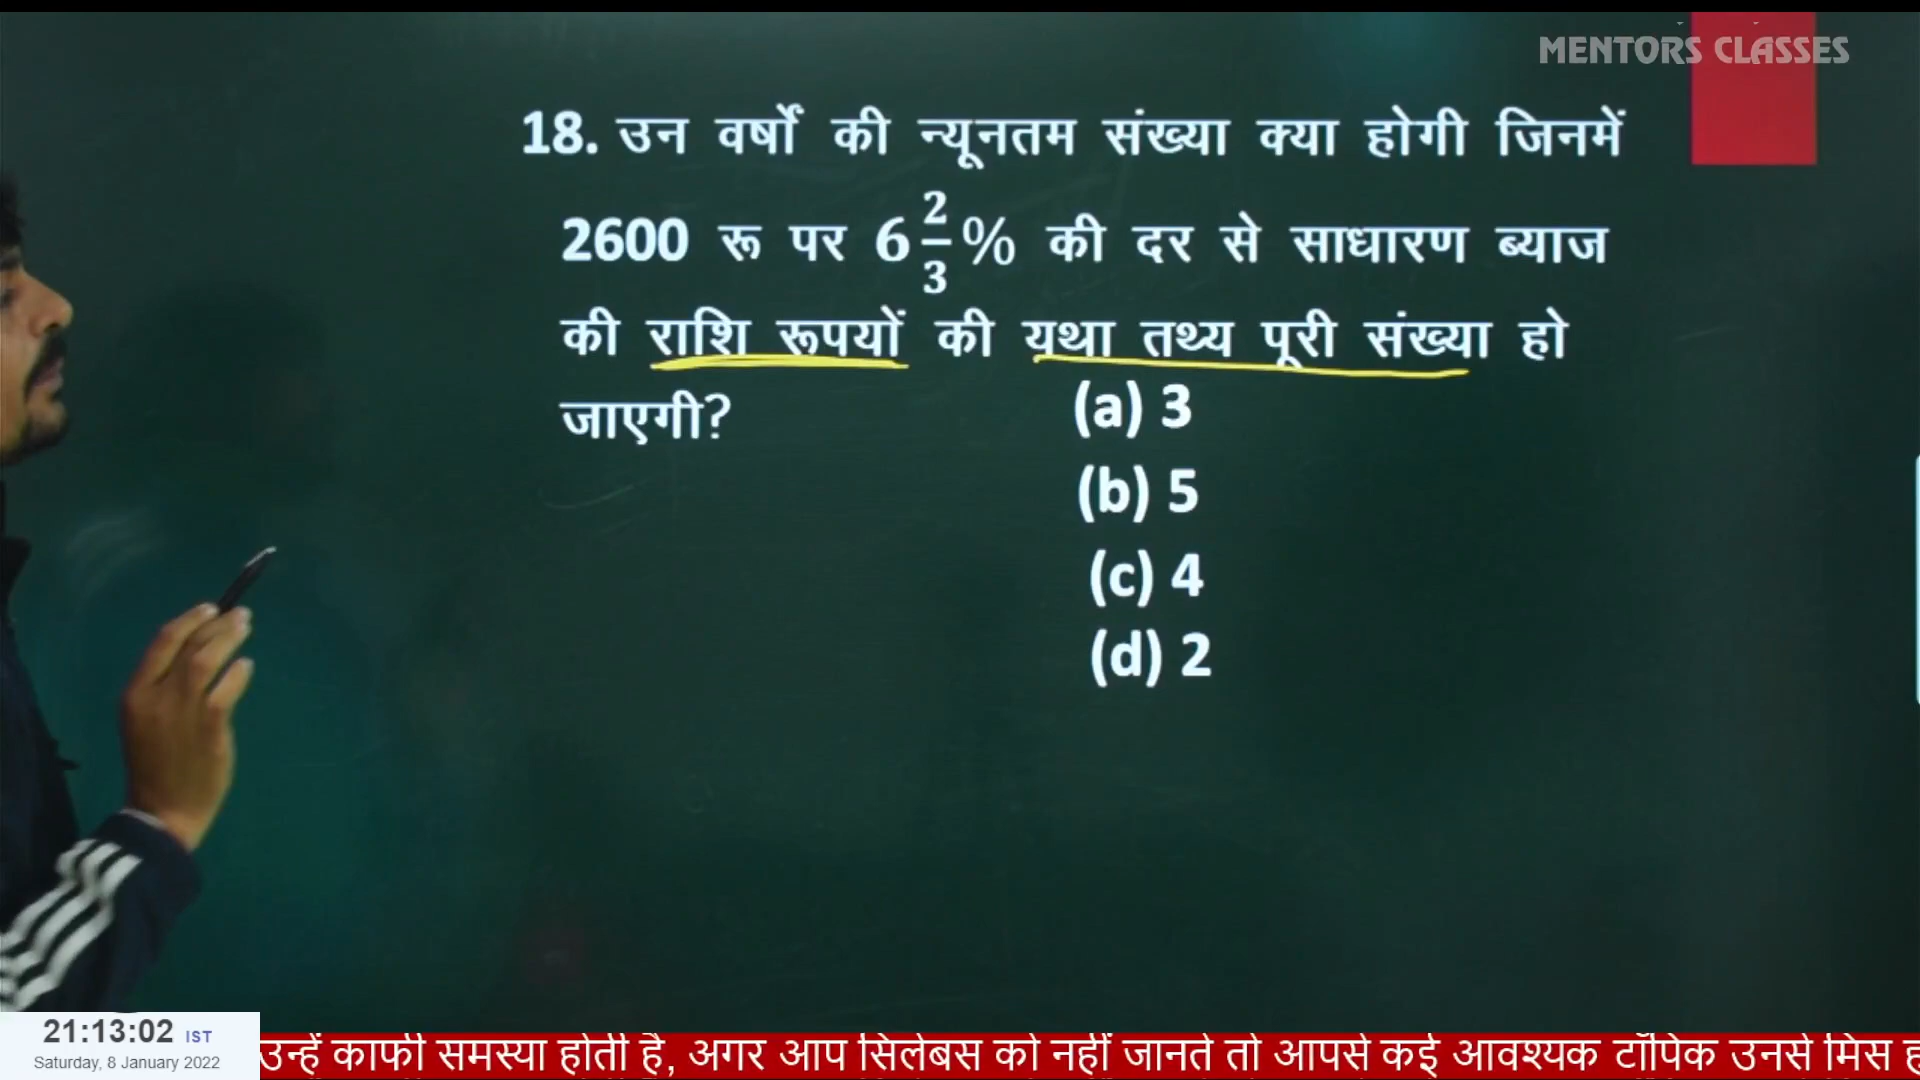 MENTORS CLASSES
18. उन वर्षों की न्यूनतम संख्या क्या होगी जिनमें
2600 रू पर 6 2/3 % की दर से साधारण ब्याज
की राशि रूपयों की यथा तथ्य पूरी संख्या हो
जाएगी?
(a) 3
(b) 5
(c) 4
(d) 2
21:13:02 IST
Saturday, 8 January 2022
उन्हें काफी समस्या होती है, अगर आप सिलेबस को नहीं जानते तो आपसे कई आवश्यक टॉपिक उनसे मिस